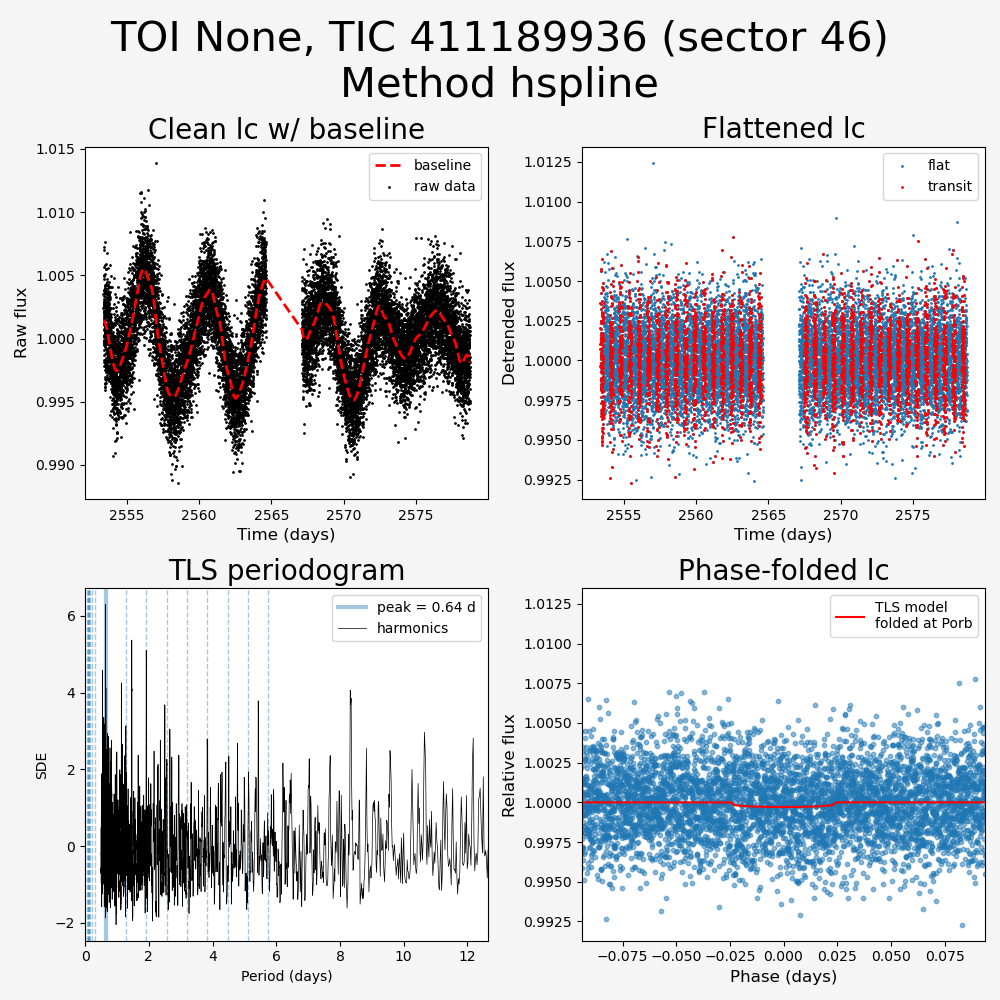 TOI None, TIC 411189936 (sector 46)
Method hspline
Clean lc w/ baseline
baseline
raw data
1.015
1.010
1.005
1.000
0.995
0.990
Raw flux
2555
2560
2565
2570
2575
Time (days)
Flattened lc
flat
transit
1.0125
1.0100
1.0075
1.0050
1.0025
1.0000
0.9975
0.9950
0.9925
Detrended flux
2555
2560
2565
2570
2575
Time (days)
TLS periodogram
peak = 0.64 d
harmonics
6
4
2
0
−2
SDE
0
2
4
6
8
10
12
Period (days)
Phase-folded lc
TLS model
folded at Porb
1.0125
1.0100
1.0075
1.0050
1.0025
1.0000
0.9975
0.9950
0.9925
Relative flux
−0.075
−0.050
−0.025
0.000
0.025
0.050
0.075
Phase (days)